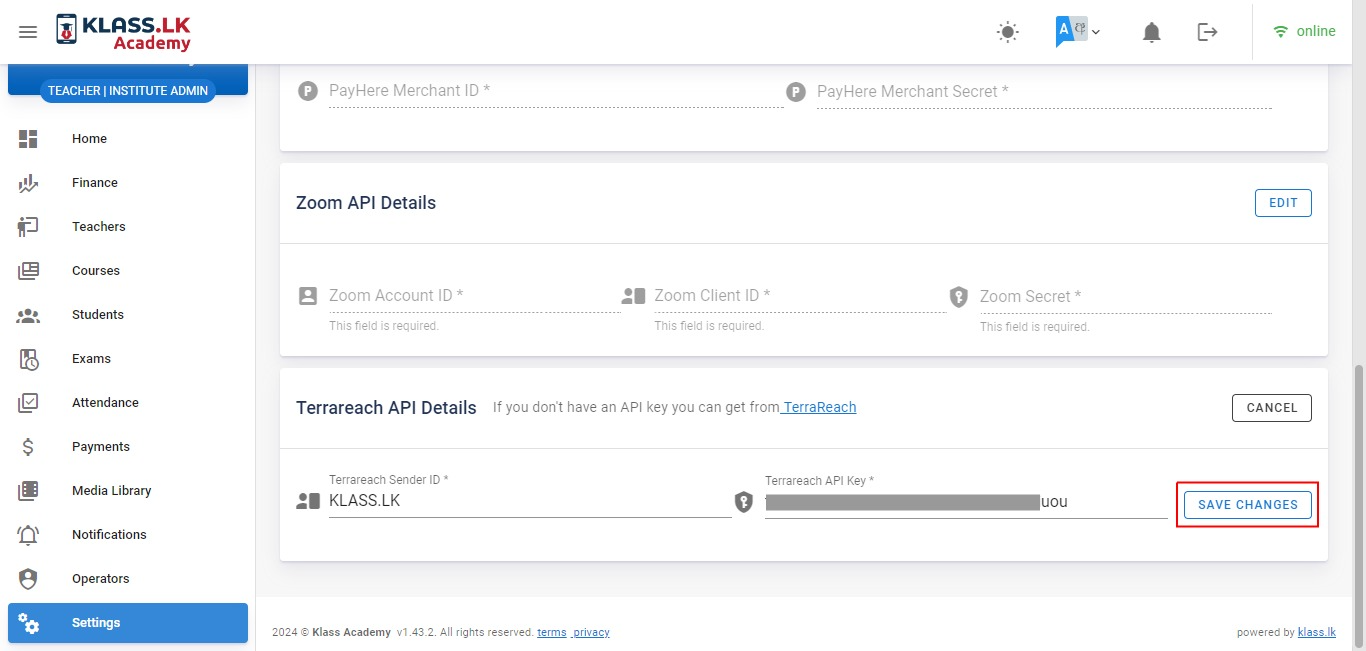 KLASS.LK
Academy
A
online
TEACHER | INSTITUTE ADMIN
Home
Finance
Teachers
Courses
Students
Exams
Attendance
Payments
Media Library
Notifications
Operators
Settings
P PayHere Merchant ID *
P PayHere Merchant Secret *
Zoom API Details
EDIT
Zoom Account ID *
This field is required.
Zoom Client ID *
This field is required.
Zoom Secret *
This field is required.
Terrareach API Details If you don't have an API key you can get from TerraReach
CANCEL
Terrareach Sender ID *
KLASS.LK
Terrareach API Key *
uou
SAVE CHANGES
2024 © Klass Academy v1.43.2. All rights reserved. terms privacy
powered by klass.lk